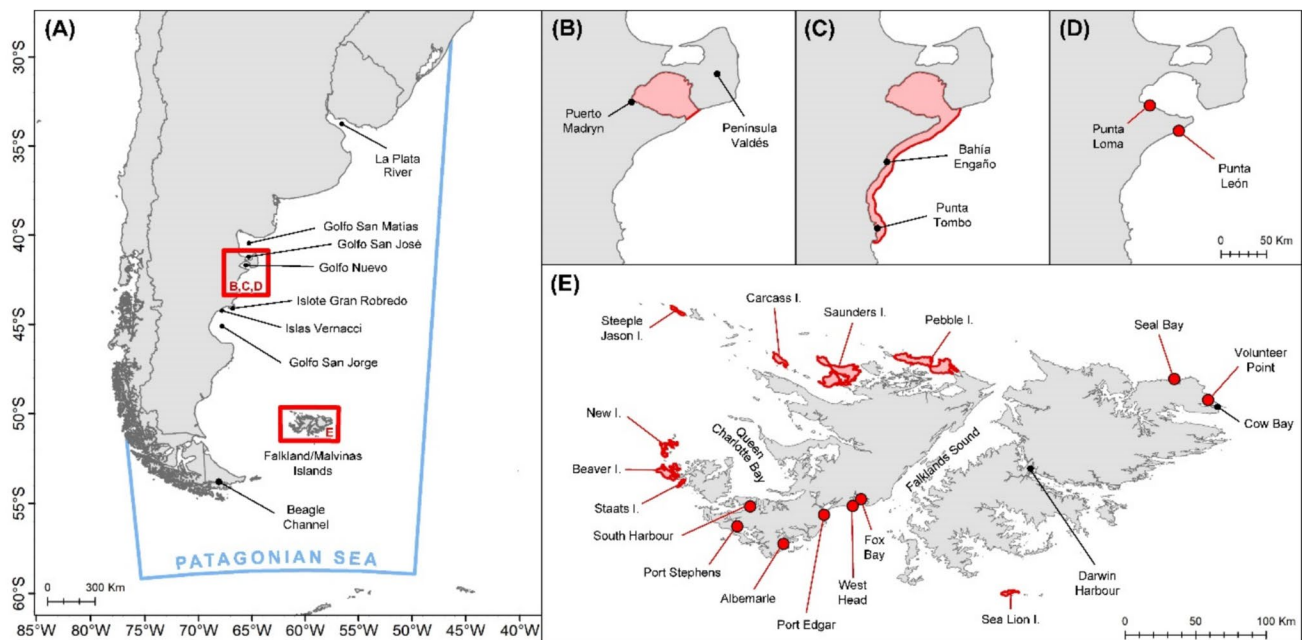 (A)
30°S
35°S
40°S
45°S
50°S
55°S
60°S
85°W
80°W
75°W
70°W
65°W
60°W
55°W
50°W
45°W
40°W
La Plata
River
Golfo San Matías
Golfo San José
Golfo Nuevo
B,C,D
Islote Gran Robredo
Islas Vernacci
Golfo San Jorge
E
Falkland/Malvinas
Islands
Beagle
Channel
PATAGONIAN SEA
0 300 Km
(B)
Puerto
Madryn
Península
Valdés
(C)
Bahía
Engaño
Punta
Tombo
(D)
Punta
Loma
Punta
León
0 50 Km
(E)
Steeple
Jason I.
Carcass I.
Saunders I.
Pebble I.
Seal Bay
Volunteer
Point
Cow Bay
New I.
Beaver I.
Staats I.
Queen
Charlotte Bay
Falklands Sound
South Harbour
Port Stephens
Albemarle
Port Edgar
West
Head
Fox
Bay
Darwin
Harbour
Sea Lion I.
0 50 100 Km